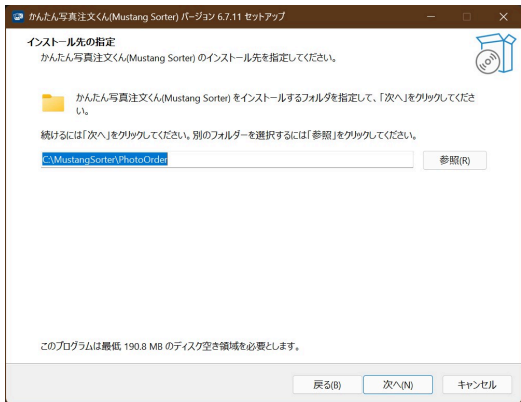 かんたん写真注文くん(Mustang Sorter) バージョン 6.7.11 セットアップ
インストール先の指定
かんたん写真注文くん(Mustang Sorter) のインストール先を指定してください。
かんたん写真注文くん(Mustang Sorter) をインストールするフォルダを指定して、「次へ」をクリックしてくださ
い。
続けるには「次へ」をクリックしてください。別のフォルダーを選択するには「参照」をクリックしてください。
C:\MustangSorter\PhotoOrder
参照(R)
このプログラムは最低 190.8 MB のディスク空き領域を必要とします。
戻る(B)
次へ(N)
キャンセル